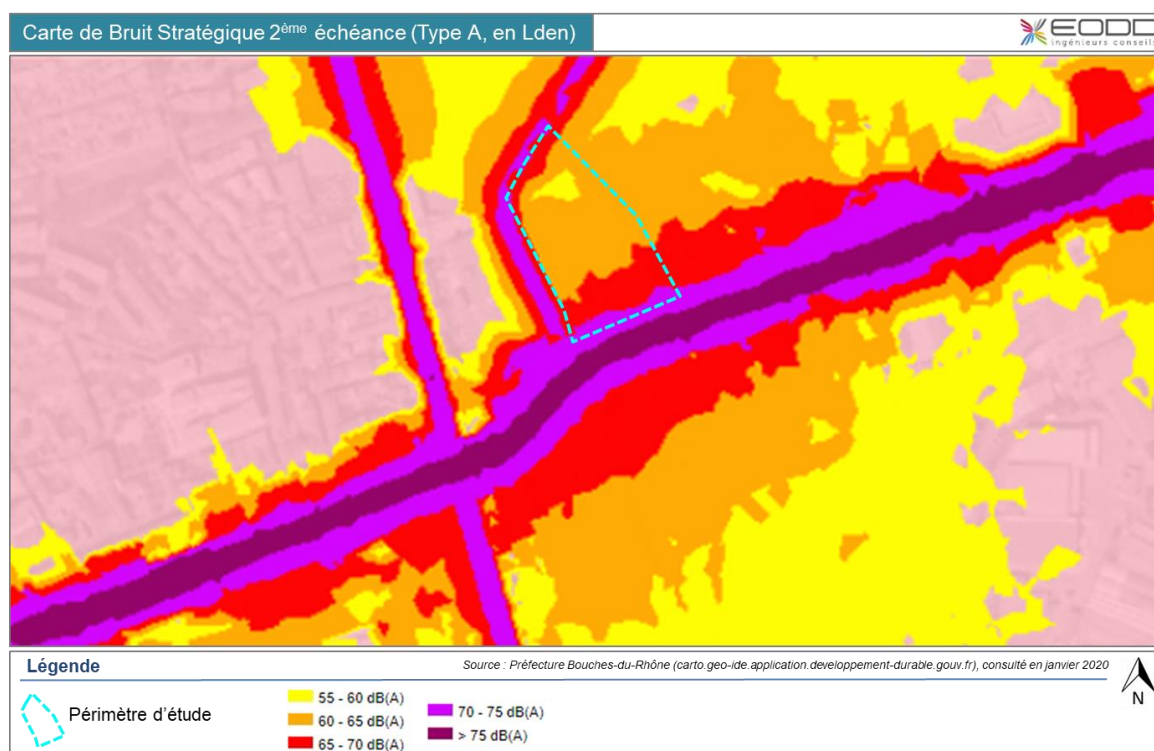 Carte de Bruit Stratégique 2ème échéance (Type A, en Lden)
EODD
ingénieurs conseils
Légende
Source : Préfecture Bouches-du-Rhône (carto.geo-ide.application.developpement-durable.gouv.fr), consulté en janvier 2020
N
Périmètre d'étude
55 - 60 dB(A)
60 - 65 dB(A)
65 - 70 dB(A)
70 - 75 dB(A)
> 75 dB(A)